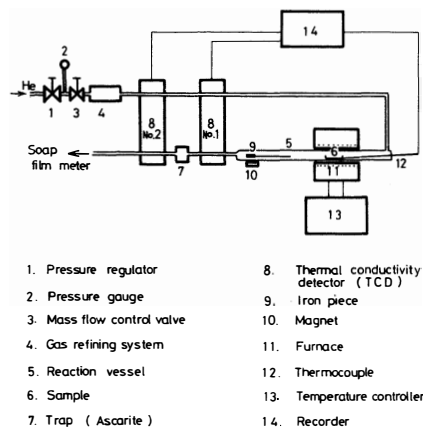 14
2
He
1
3
4
8
No.2
8
No.1
9
5
6
12
Soap
film meter
7
10
11
13
1. Pressure regulator
2. Pressure gauge
3. Mass flow control valve
4. Gas refining system
5. Reaction vessel
6. Sample
7. Trap ( Ascarite )
8. Thermal conductivity
detector ( TCD )
9. Iron piece
10. Magnet
11. Furnace
12. Thermocouple
13. Temperature controller
14. Recorder